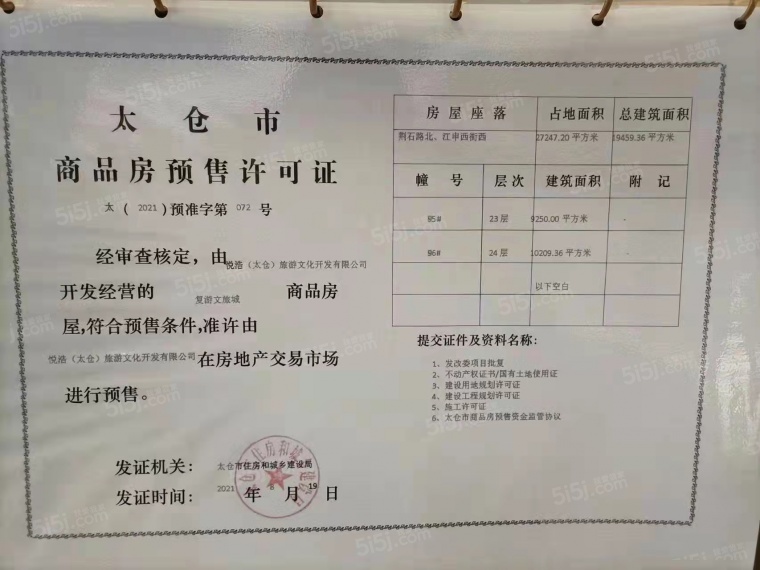 太仓市
商品房预售许可证
太（2021）预准字第 072 号
经审查核定，由悦浩（太仓）旅游文化开发有限公司
开发经营的 复游文旅城 商品房
屋，符合预售条件，准许由
悦浩（太仓）旅游文化开发有限公司在房地产交易市场
进行预售。
发证机关：太仓市住房和城乡建设局
发证时间：2021 年 月 19 日
房屋座落 占地面积 总建筑面积
荆石路北、江申西街西 27247.20 平方米 19459.36 平方米
幢号 层次 建筑面积 附记
85# 23 层 9250.00 平方米 -
96# 24 层 10209.36 平方米 -
以下空白
提交证件及资料名称：
1、发改委项目批复
2、不动产权证书/国有土地使用证
3、建设用地规划许可证
4、建设工程规划许可证
5、施工许可证
6、太仓市商品房预售资金监管协议
5i5j.com